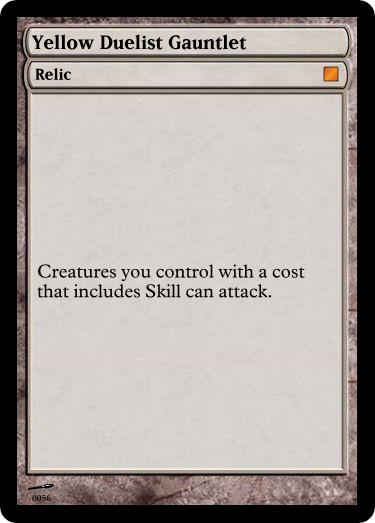 Yellow Duelist Gauntlet
Relic
Creatures you control with a cost
that includes Skill can attack.
0056